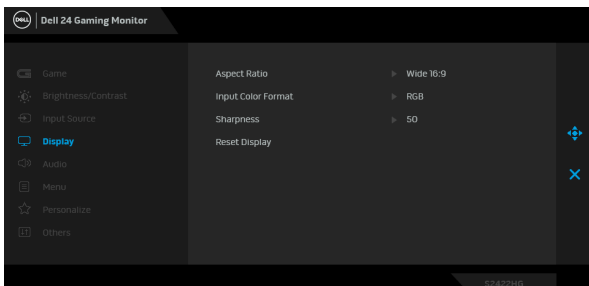 DELL Dell 24 Gaming Monitor
Game
Brightness/Contrast
Input Source
Display
Audio
Menu
Personalize
Others
Aspect Ratio Wide 16:9
Input Color Format RGB
Sharpness 50
Reset Display
S2422HG